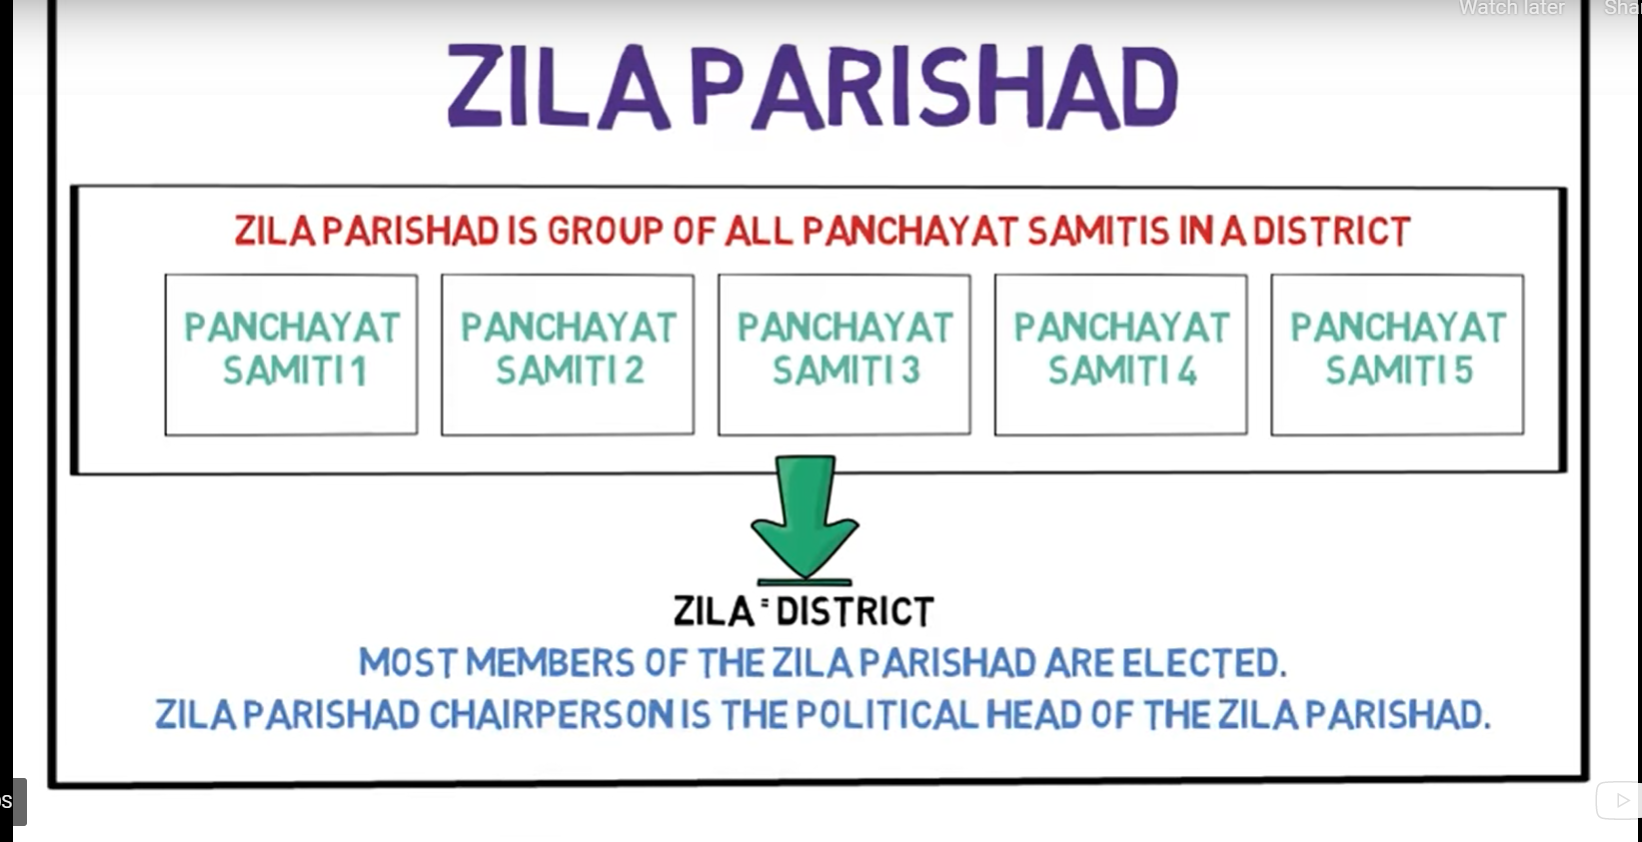 Watch later
ZILA PARISHAD
ZILA PARISHAD IS GROUP OF ALL PANCHAYAT SAMITIS IN A DISTRICT
PANCHAYAT
SAMITI 1
PANCHAYAT
SAMITI 2
PANCHAYAT
SAMITI 3
PANCHAYAT
SAMITI 4
PANCHAYAT
SAMITI 5
ZILA = DISTRICT
MOST MEMBERS OF THE ZILA PARISHAD ARE ELECTED.
ZILA PARISHAD CHAIRPERSON IS THE POLITICAL HEAD OF THE ZILA PARISHAD.